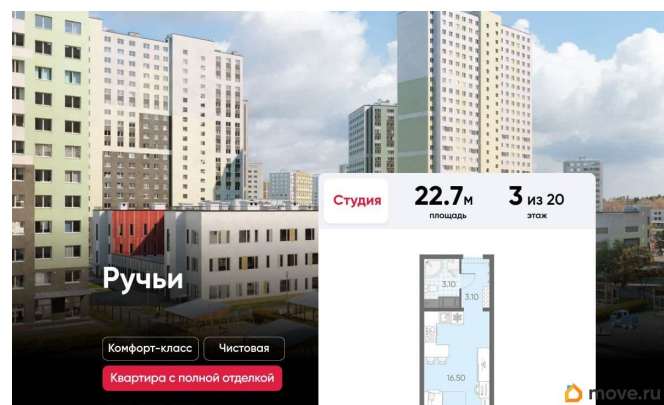 Студия
22.7м
площадь
3 из 20
этаж
Ручьи
3.10
3.10
16.50
Комфорт-класс
Чистовая
Квартира с полной отделкой
move.ru